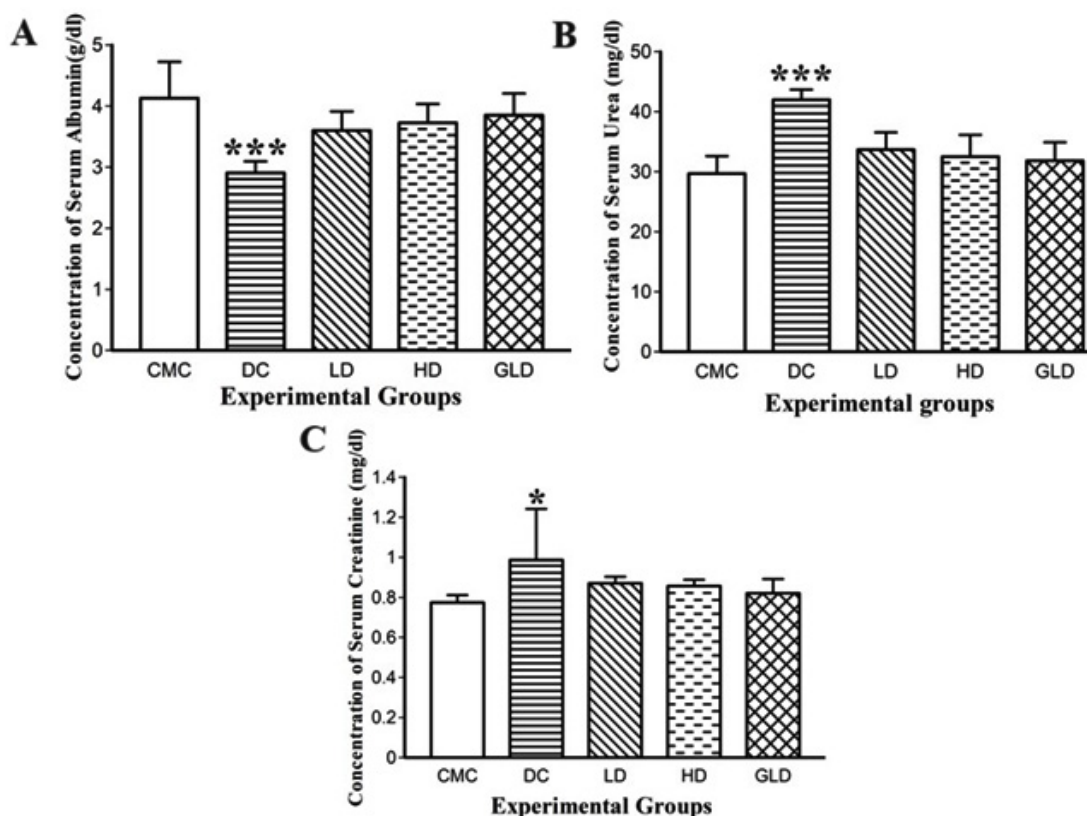 A
Concentration of Serum Albumin(g/dl)
5
4
3
2
1
0
***
CMC DC LD HD GLD
Experimental Groups
B
Concentration of Serum Urea (mg/dl)
50
40
30
20
10
0
***
CMC DC LD HD GLD
Experimental groups
C
Concentration of Serum Creatinine (mg/dl)
1.4
1.2
1
0.8
0.6
0.4
0.2
0
*
CMC DC LD HD GLD
Experimental Groups